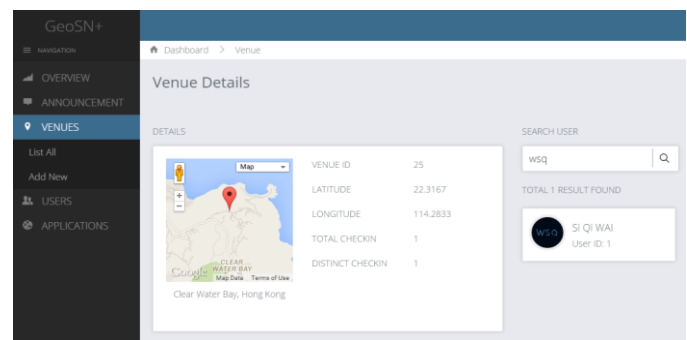 GeoSN+
NAVIGATION
OVERVIEW
ANNOUNCEMENT
VENUES
List All
Add New
USERS
APPLICATIONS
Dashboard > Venue
Venue Details
DETAILS
Map
+
−
CLEAR
WATER BAY
Google
Map Data Terms of Use
Clear Water Bay, Hong Kong
VENUE ID 25
LATITUDE 22.3167
LONGITUDE 114.2833
TOTAL CHECKIN 1
DISTINCT CHECKIN 1
SEARCH USER
wsq
TOTAL 1 RESULT FOUND
wsq
SI Qi WAI
User ID: 1